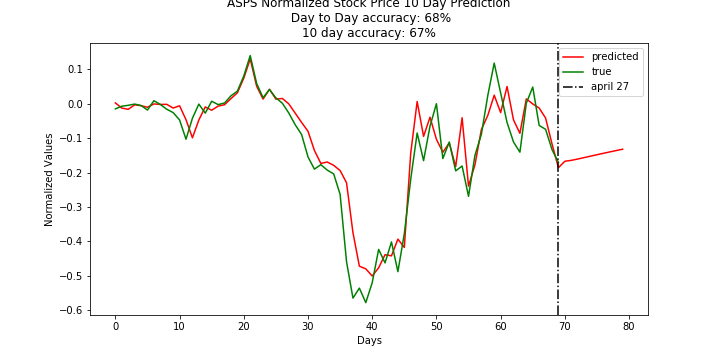 ASPS Normalized Stock Price 10 Day Prediction
Day to Day accuracy: 68%
10 day accuracy: 67%
predicted
true
april 27
0.1
0.0
−0.1
−0.2
−0.3
−0.4
−0.5
−0.6
Normalized Values
0 10 20 30 40 50 60 70 80
Days